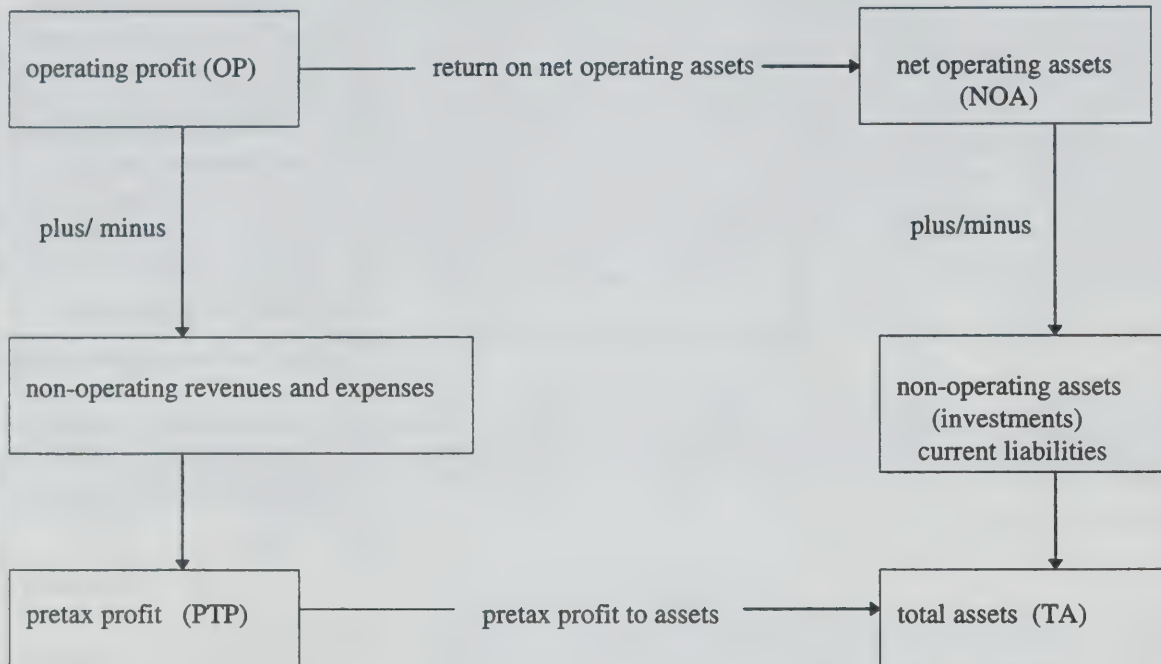 operating profit (OP)
return on net operating assets
net operating assets
(NOA)
plus/ minus
plus/minus
non-operating revenues and expenses
non-operating assets
(investments)
current liabilities
pretax profit (PTP)
pretax profit to assets
total assets (TA)